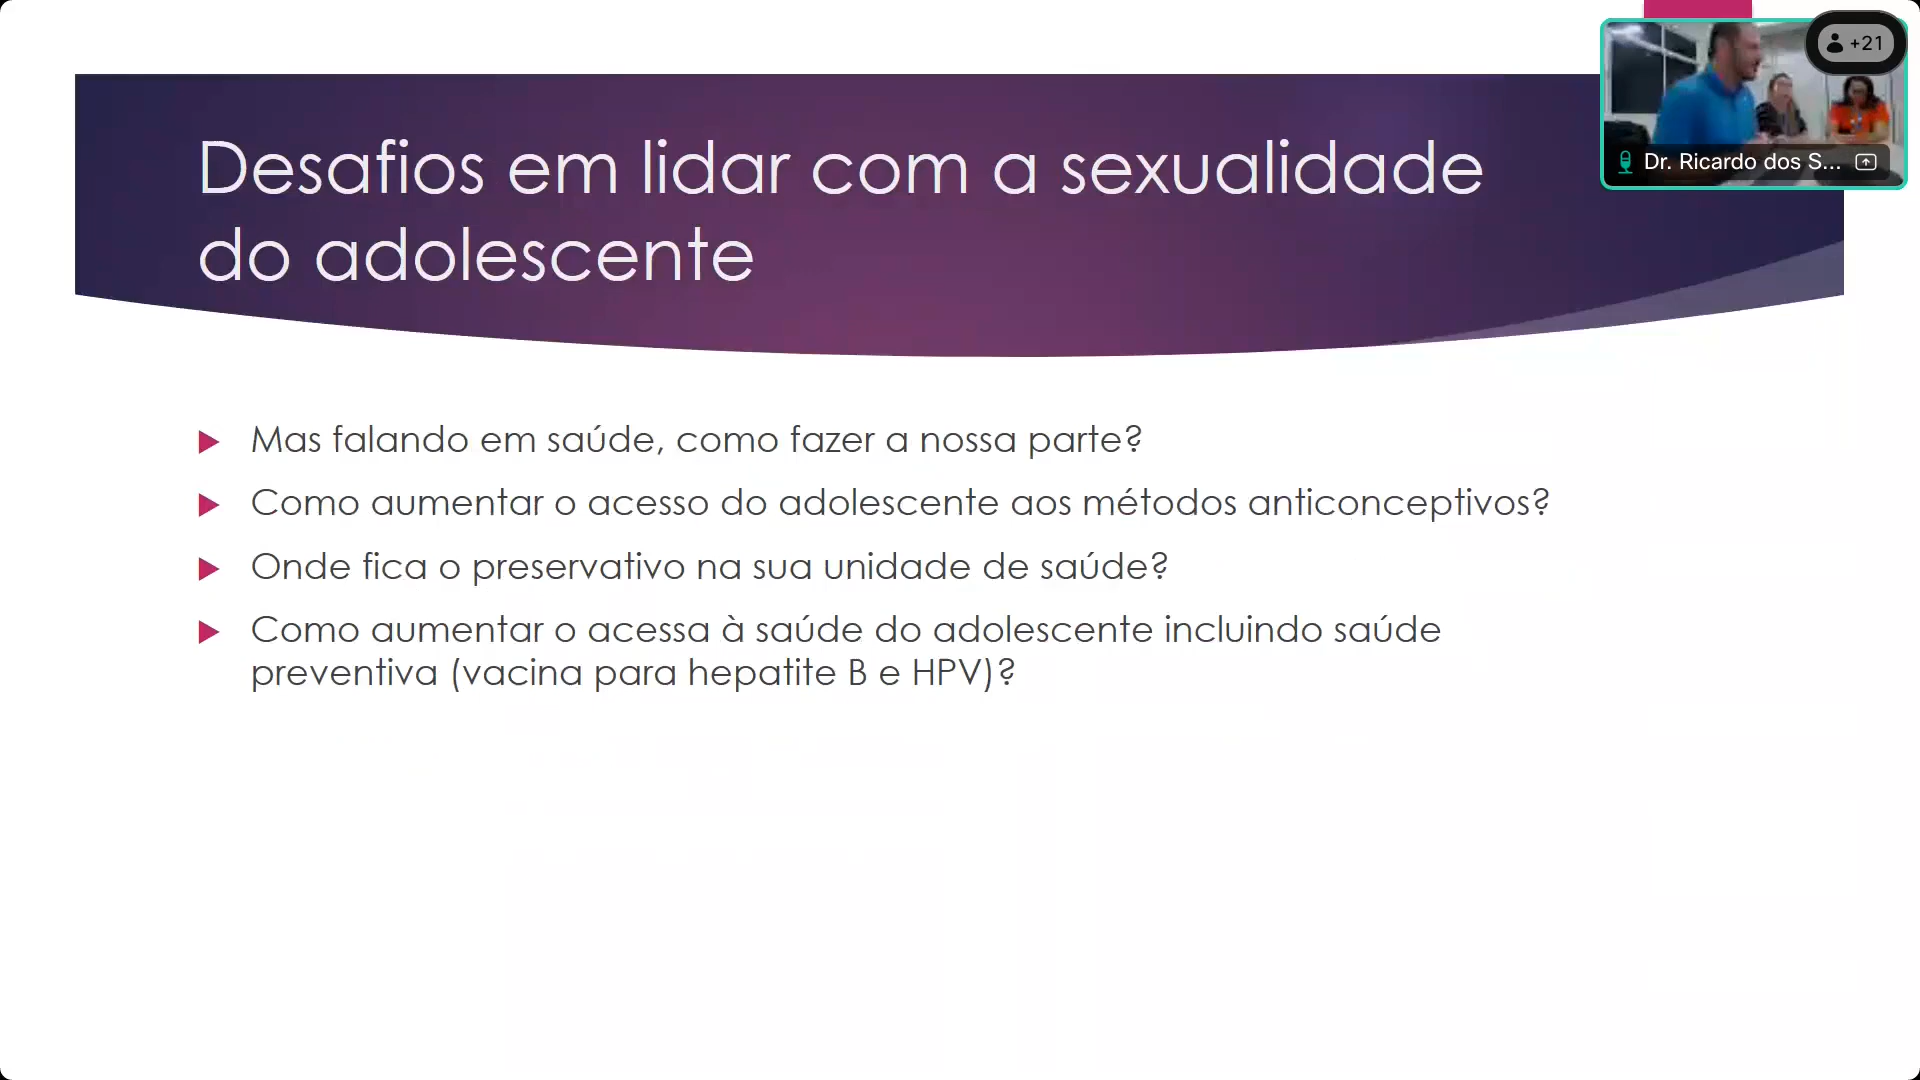 +21
Dr. Ricardo dos S...
Desafios em lidar com a sexualidade
do adolescente
Mas falando em saúde, como fazer a nossa parte?
Como aumentar o acesso do adolescente aos métodos anticonceptivos?
Onde fica o preservativo na sua unidade de saúde?
Como aumentar o acessa à saúde do adolescente incluindo saúde
preventiva (vacina para hepatite B e HPV)?